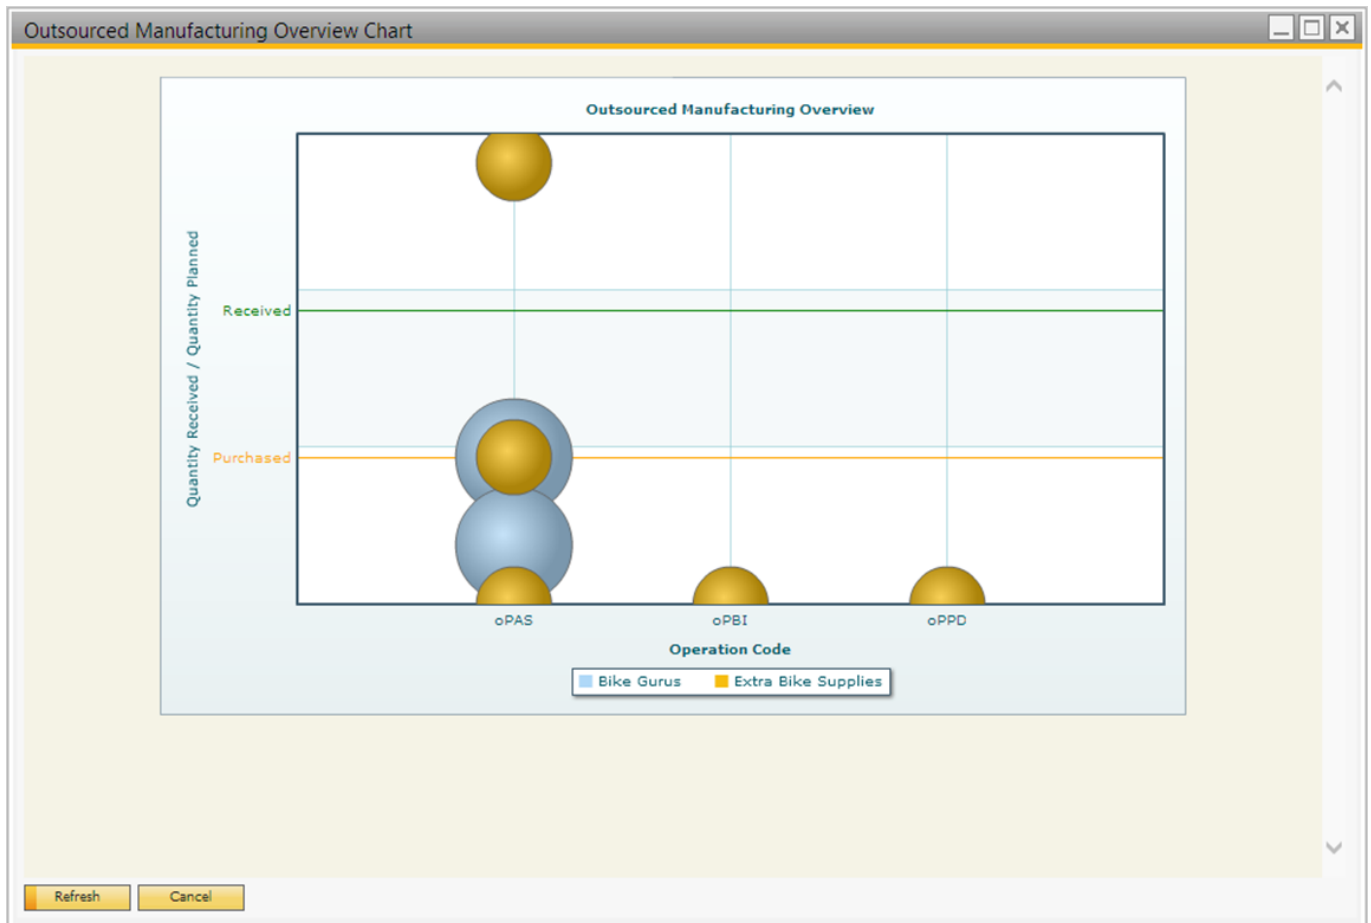 Outsourced Manufacturing Overview Chart
Outsourced Manufacturing Overview
Quantity Received / Quantity Planned
Received
Purchased
oPAS oPBI oPPD
Operation Code
Bike Gurus Extra Bike Supplies
Refresh Cancel